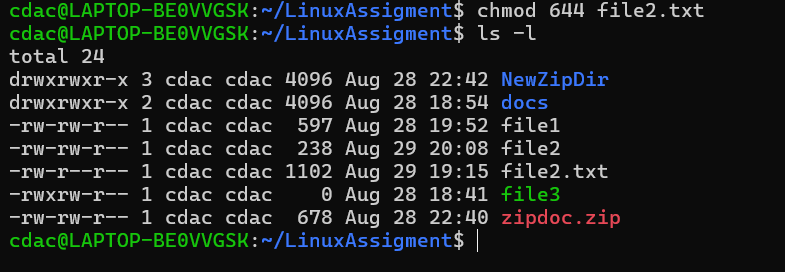 cdac@LAPTOP-BE0VVGSK:~/LinuxAssigment$ chmod 644 file2.txt
cdac@LAPTOP-BE0VVGSK:~/LinuxAssigment$ ls -l
total 24
drwxrwxr-x 3 cdac cdac 4096 Aug 28 22:42 NewZipDir
drwxrwxr-x 2 cdac cdac 4096 Aug 28 18:54 docs
-rw-rw-r-- 1 cdac cdac  597 Aug 28 19:52 file1
-rw-rw-r-- 1 cdac cdac  238 Aug 29 20:08 file2
-rw-r--r-- 1 cdac cdac 1102 Aug 29 19:15 file2.txt
-rwxrw-r-- 1 cdac cdac    0 Aug 28 18:41 file3
-rw-rw-r-- 1 cdac cdac  678 Aug 28 22:40 zipdoc.zip
cdac@LAPTOP-BE0VVGSK:~/LinuxAssigment$